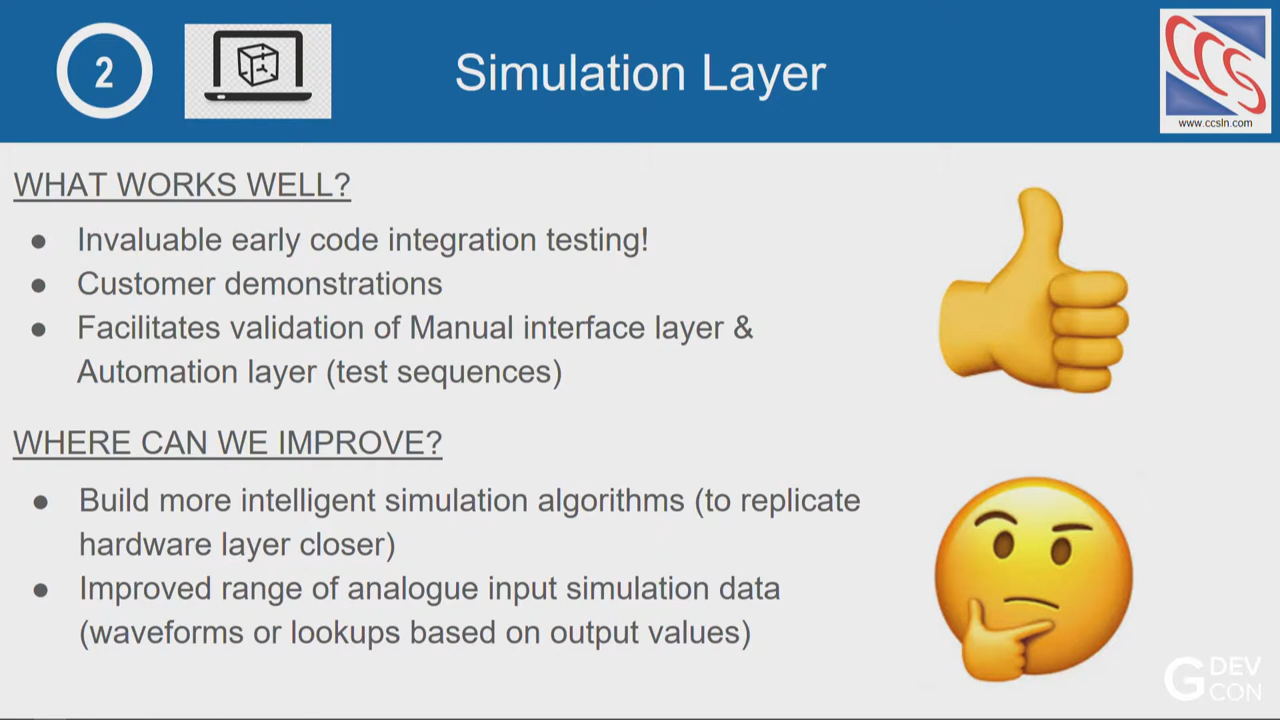 2
Simulation Layer
CCS
www.ccsln.com
WHAT WORKS WELL?
● Invaluable early code integration testing!
● Customer demonstrations
● Facilitates validation of Manual interface layer &
Automation layer (test sequences)
WHERE CAN WE IMPROVE?
● Build more intelligent simulation algorithms (to replicate
hardware layer closer)
● Improved range of analogue input simulation data
(waveforms or lookups based on output values)
G DEV
CON